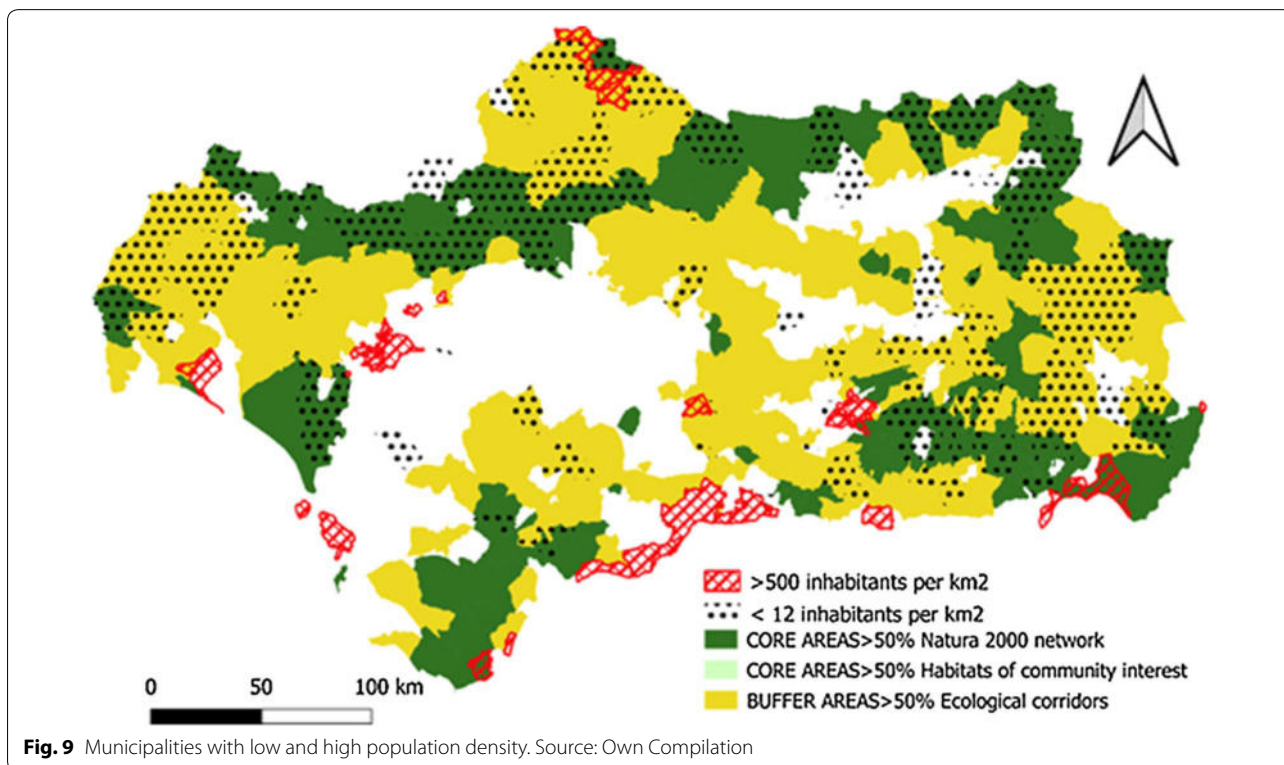 >500 inhabitants per km2
< 12 inhabitants per km2
CORE AREAS>50% Natura 2000 network
CORE AREAS>50% Habitats of community interest
BUFFER AREAS>50% Ecological corridors
0 50 100 km
Fig. 9 Municipalities with low and high population density. Source: Own Compilation